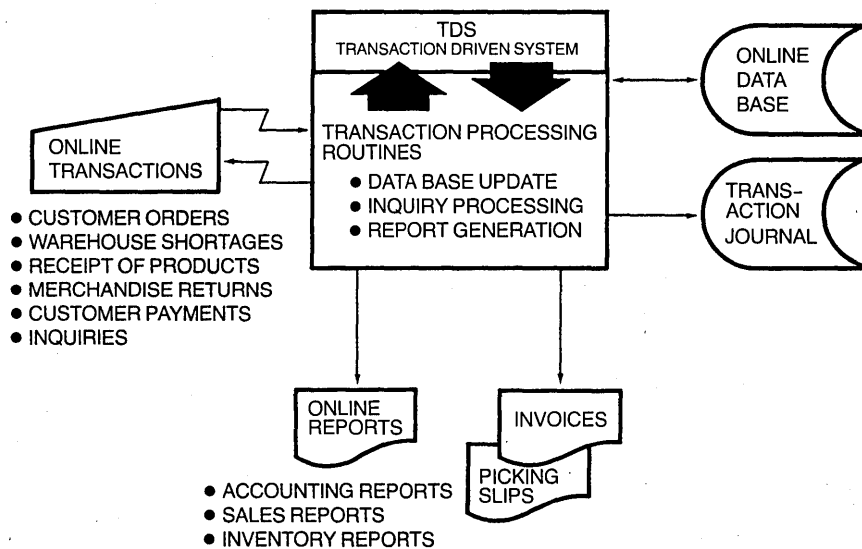 TDS
TRANSACTION DRIVEN SYSTEM
TRANSACTION PROCESSING
ROUTINES
● DATA BASE UPDATE
● INQUIRY PROCESSING
● REPORT GENERATION
ONLINE
DATA
BASE
TRANS-
ACTION
JOURNAL
ONLINE
TRANSACTIONS
● CUSTOMER ORDERS
● WAREHOUSE SHORTAGES
● RECEIPT OF PRODUCTS
● MERCHANDISE RETURNS
● CUSTOMER PAYMENTS
● INQUIRIES
ONLINE
REPORTS
● ACCOUNTING REPORTS
● SALES REPORTS
● INVENTORY REPORTS
INVOICES
PICKING
SLIPS